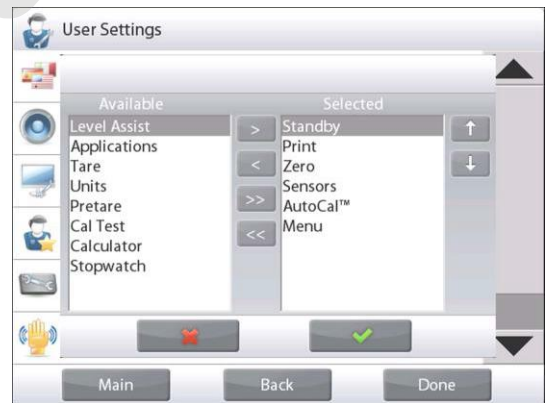 User Settings
Available
Selected
Level Assist
Applications
Tare
Units
Pretare
Cal Test
Calculator
Stopwatch
>
<
>>
<<
Standby
Print
Zero
Sensors
AutoCal™
Menu
↑
↓
Main
Back
Done